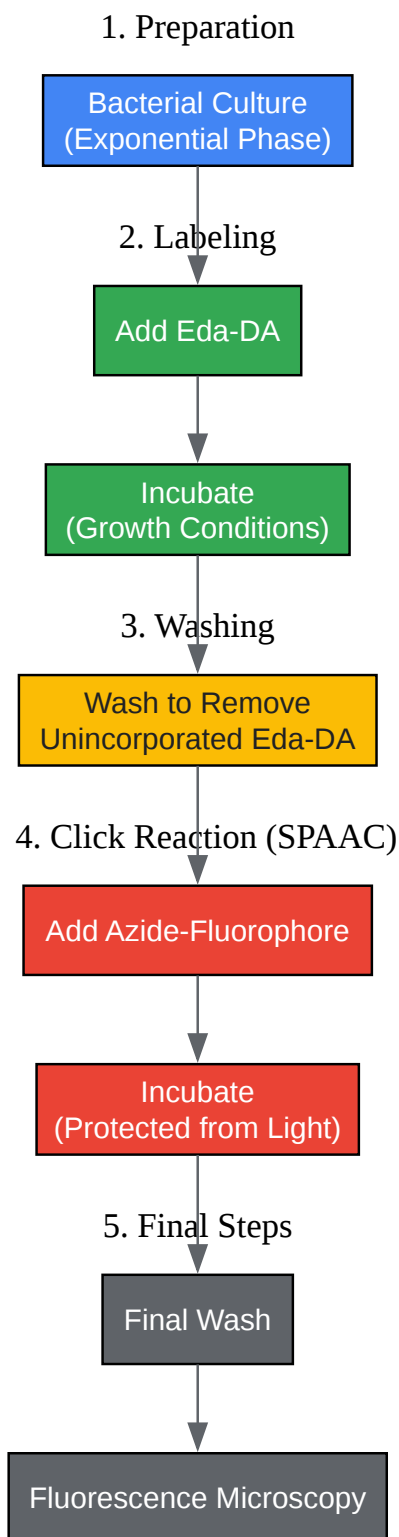 1. Preparation
Bacterial Culture
(Exponential Phase)
2. Labeling
Add Eda-DA
Incubate
(Growth Conditions)
3. Washing
Wash to Remove
Unincorporated Eda-DA
4. Click Reaction (SPAAC)
Add Azide-Fluorophore
Incubate
(Protected from Light)
5. Final Steps
Final Wash
Fluorescence Microscopy